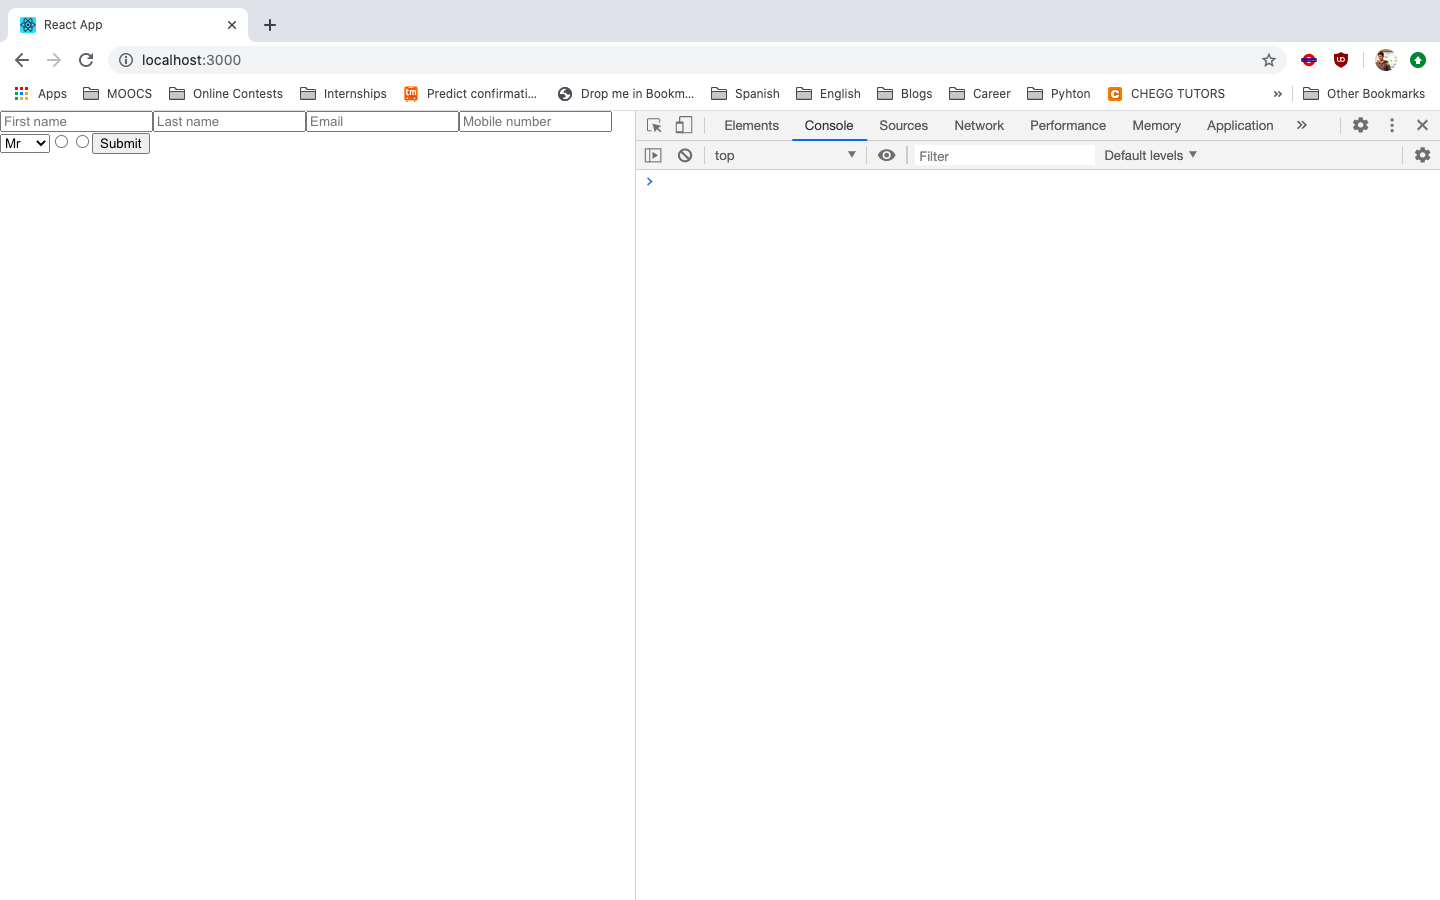 React App
localhost:3000
Apps MOOCS Online Contests Internships tm Predict confirmati... Drop me in Bookm... Spanish English Blogs Career Pyhton C CHEGG TUTORS » Other Bookmarks
First name Last name Email Mobile number
Mr Submit
Elements Console Sources Network Performance Memory Application »
top Filter Default levels